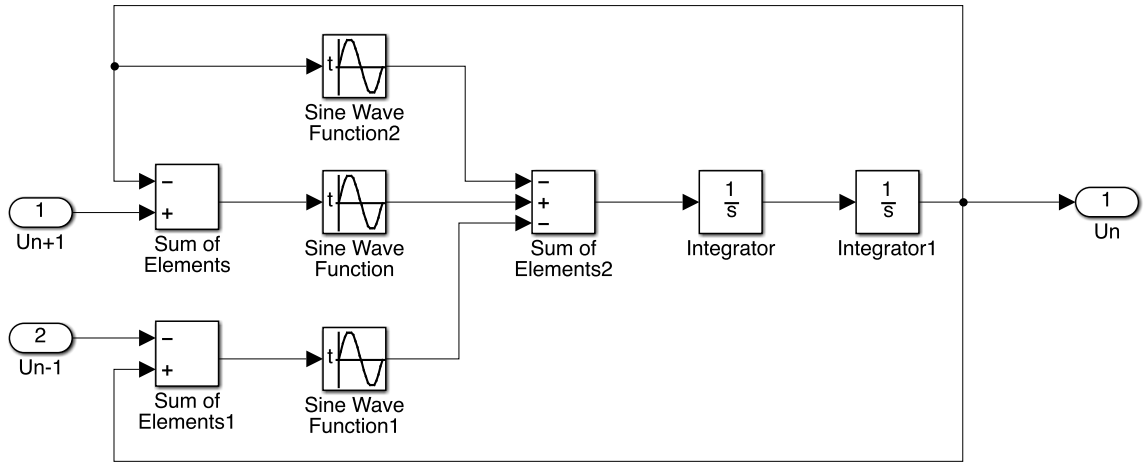 t
Sine Wave
Function2
−
+
1
Un+1
Sum of
Elements
t
Sine Wave
Function
−
+
−
Sum of
Elements2
1
s
Integrator
1
s
Integrator1
1
Un
2
Un-1
−
+
Sum of
Elements1
t
Sine Wave
Function1